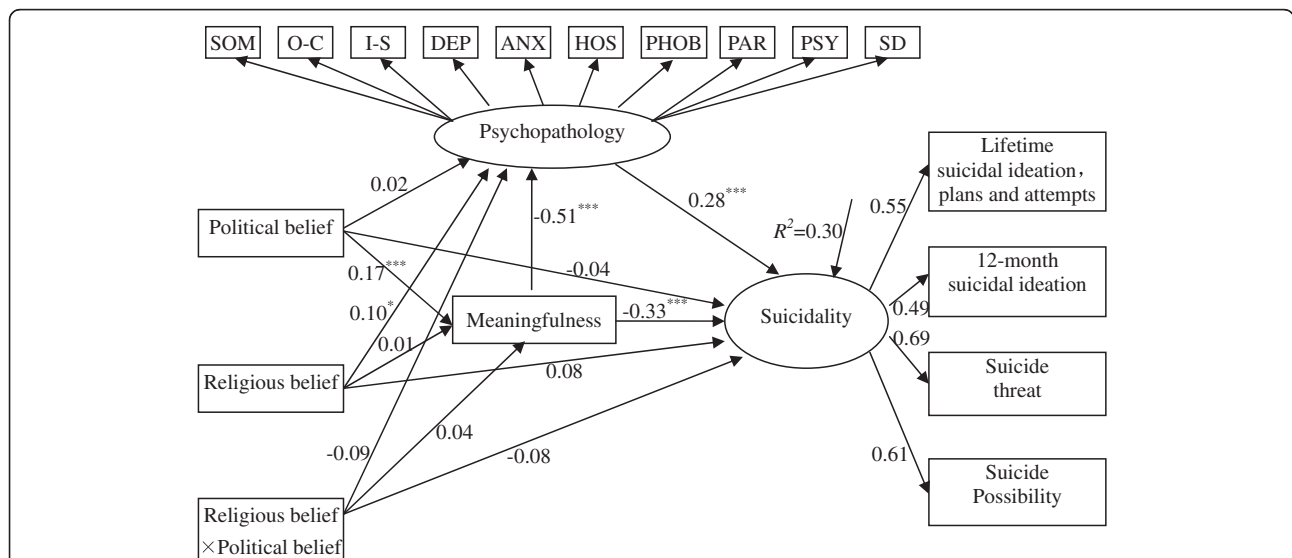 SOM O-C I-S DEP ANX HOS PHOB PAR PSY SD
Psychopathology
Lifetime
suicidal ideation,
plans and attempts
0.02
0.28***
0.55
Political belief
-0.51***
R²=0.30
0.17***
-0.04
12-month
suicidal ideation
0.10*
Meaningfulness
-0.33***
Suicidality
0.49
0.01
0.69
Religious belief
0.08
Suicide
threat
0.04
-0.09
-0.08
0.61
Suicide
Possibility
Religious belief
×Political belief